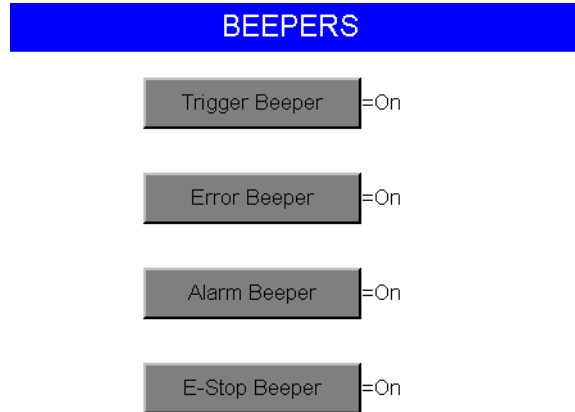 BEEPERS
Trigger Beeper =On
Error Beeper =On
Alarm Beeper =On
E-Stop Beeper =On